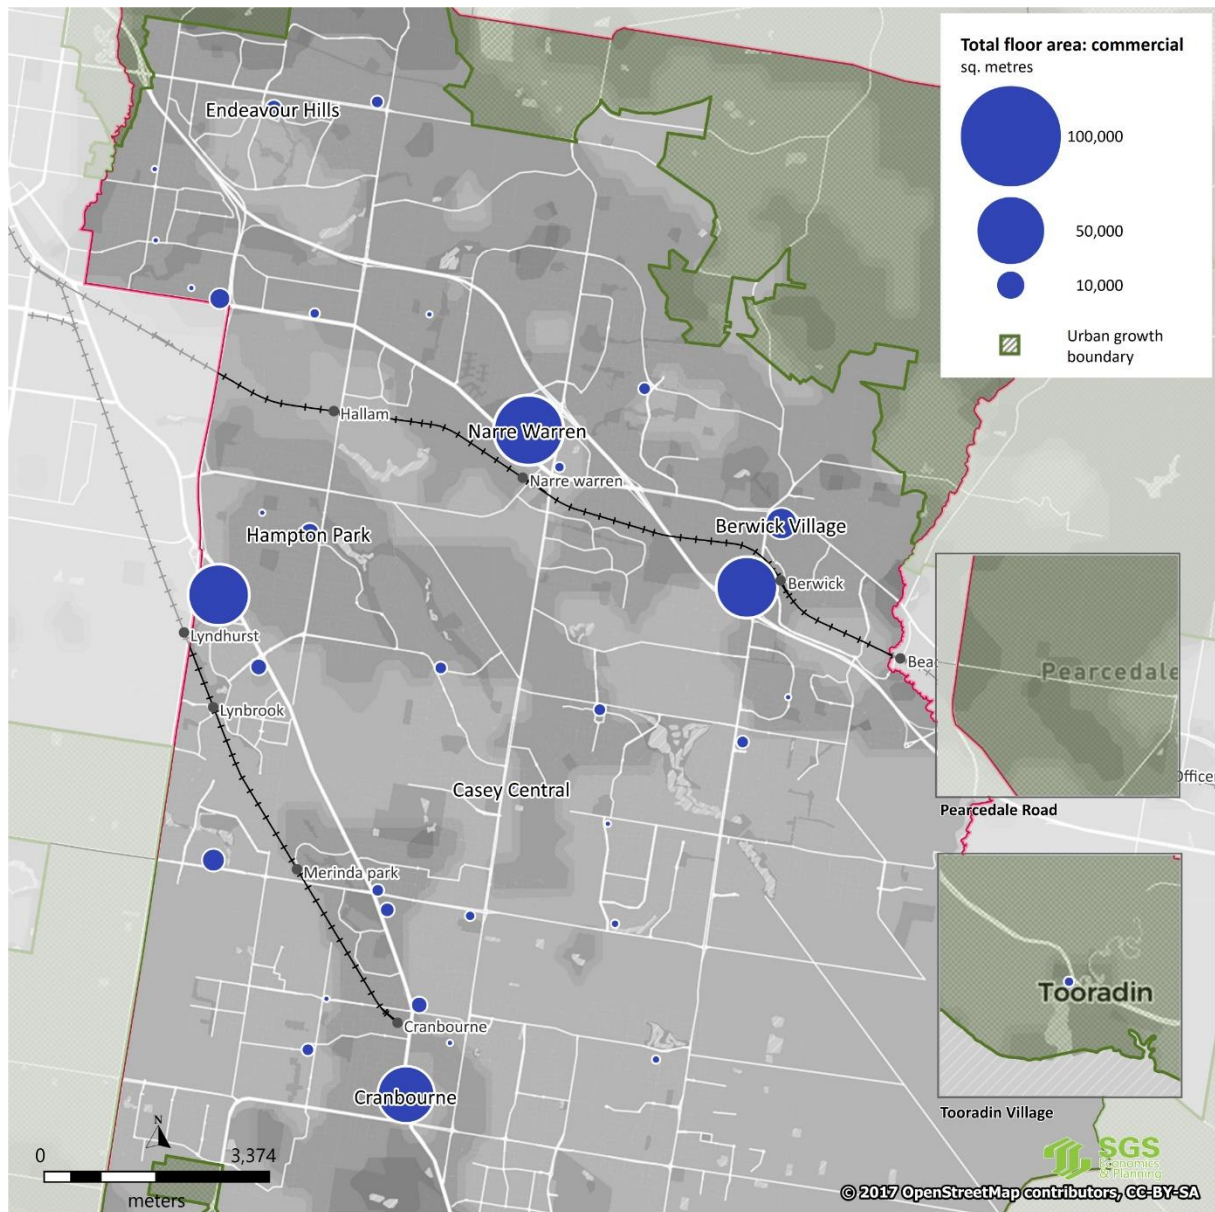 Total floor area: commercial
sq. metres
100,000
50,000
10,000
Urban growth
boundary
Endeavour Hills
Hallam
Narre Warren
Narre warren
Berwick Village
Hampton Park
Berwick
Lyndhurst
Beac
Lynbrook
Pearcedale
Officer
Casey Central
Pearcedale Road
Merinda park
Tooradin
Cranbourne
Cranbourne
Tooradin Village
N
0 3,374
meters
SGS
Economics
& Planning
© 2017 OpenStreetMap contributors, CC-BY-SA